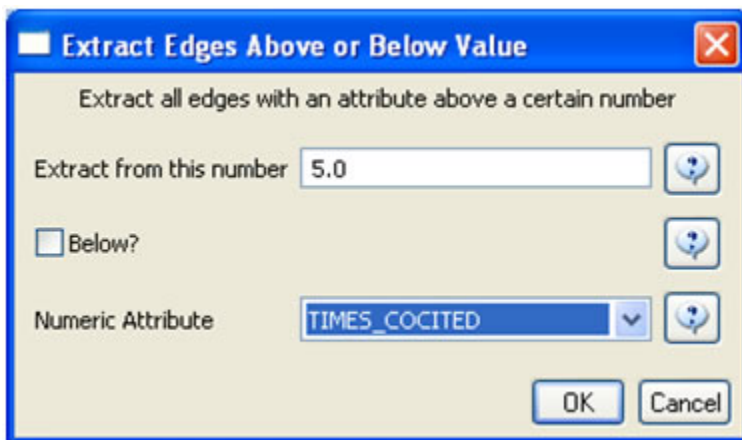 Extract Edges Above or Below Value
Extract all edges with an attribute above a certain number
Extract from this number 5.0
Below?
Numeric Attribute TIMES_COCITED
OK Cancel